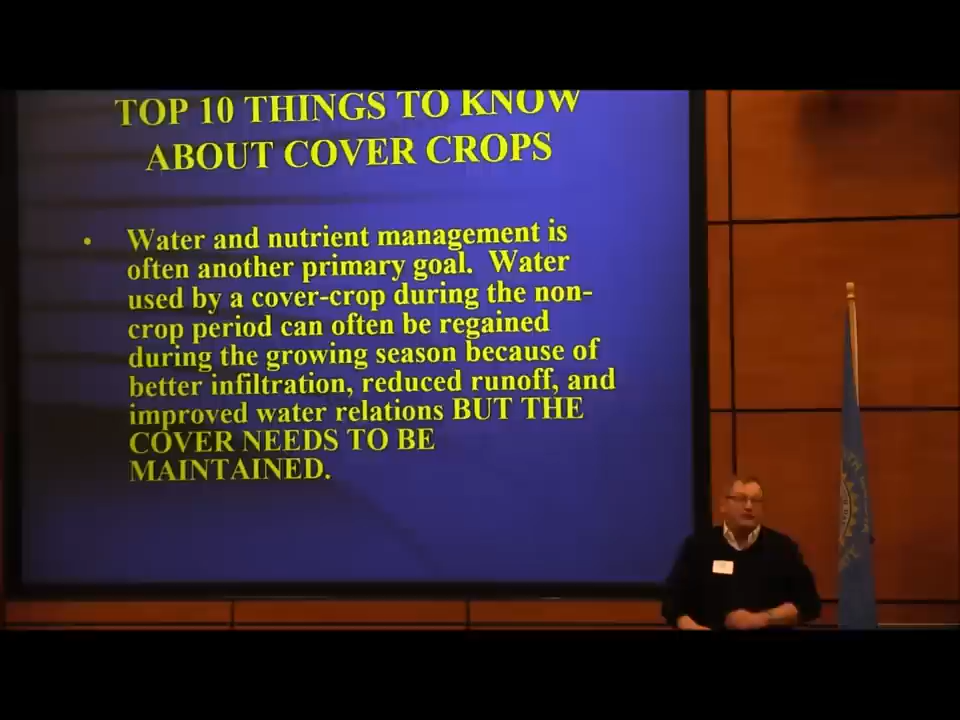 TOP 10 THINGS TO KNOW
ABOUT COVER CROPS
• Water and nutrient management is
often another primary goal.  Water
used by a cover-crop during the non-
crop period can often be regained
during the growing season because of
better infiltration, reduced runoff, and
improved water relations BUT THE
COVER NEEDS TO BE
MAINTAINED.